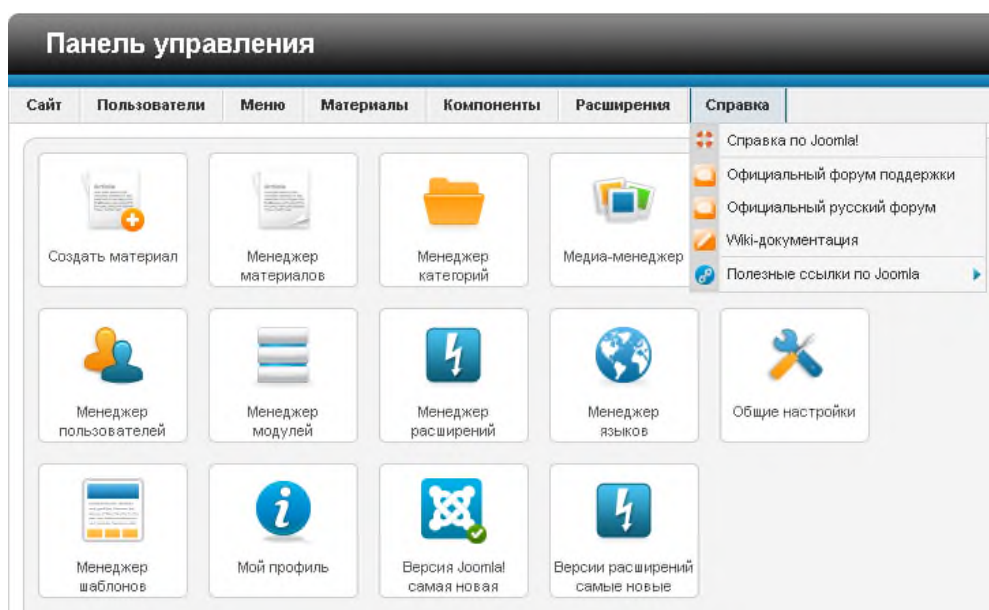 Панель управления
Сайт Пользователи Меню Материалы Компоненты Расширения Справка
Справка по Joomla!
Официальный форум поддержки
Официальный русский форум
Wiki-документация
Полезные ссылки по Joomla
Создать материал
Менеджер
материалов
Менеджер
категорий
Медиа-менеджер
Менеджер
пользователей
Менеджер
модулей
Менеджер
расширений
Менеджер
языков
Общие настройки
Менеджер
шаблонов
Мой профиль
Версия Joomla!
самая новая
Версии расширений
самые новые